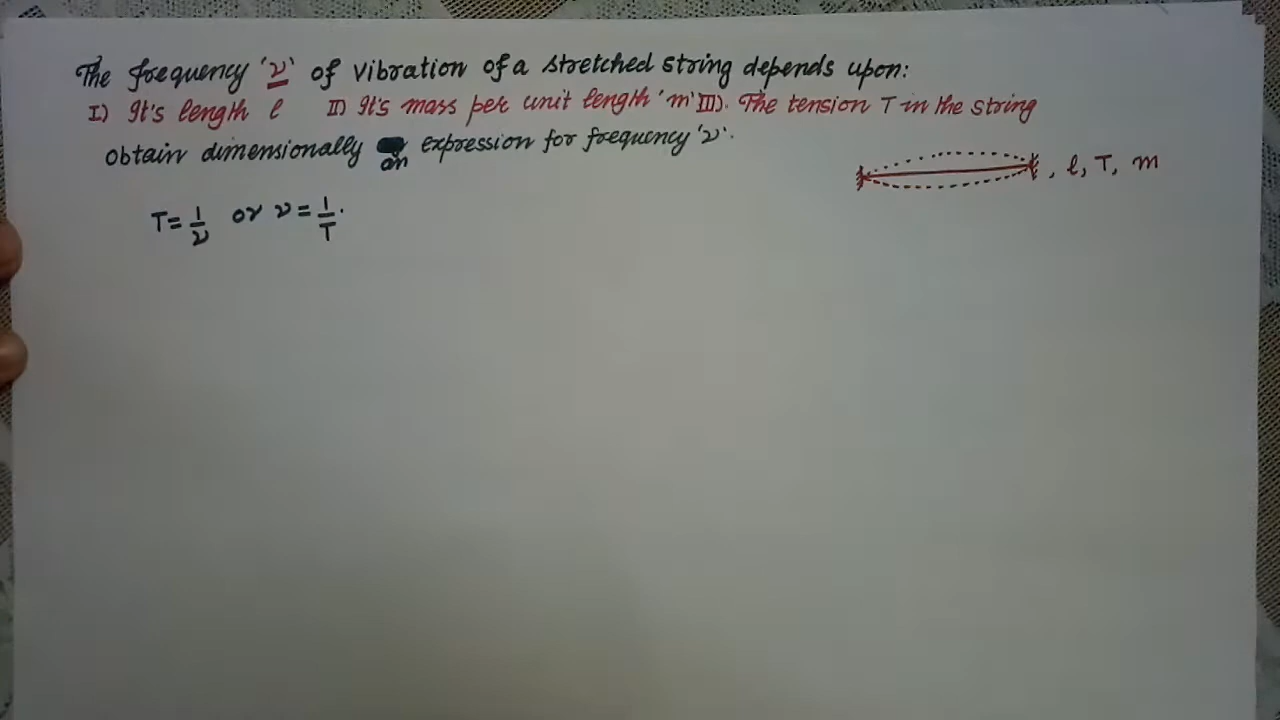 The frequency 'ν' of vibration of a stretched string depends upon:
I) It's length l II) It's mass per unit length 'm' III). The tension T in the string
obtain dimensionally an expression for frequency 'ν'.
, l, T, m
T = 1/ν or ν = 1/T.